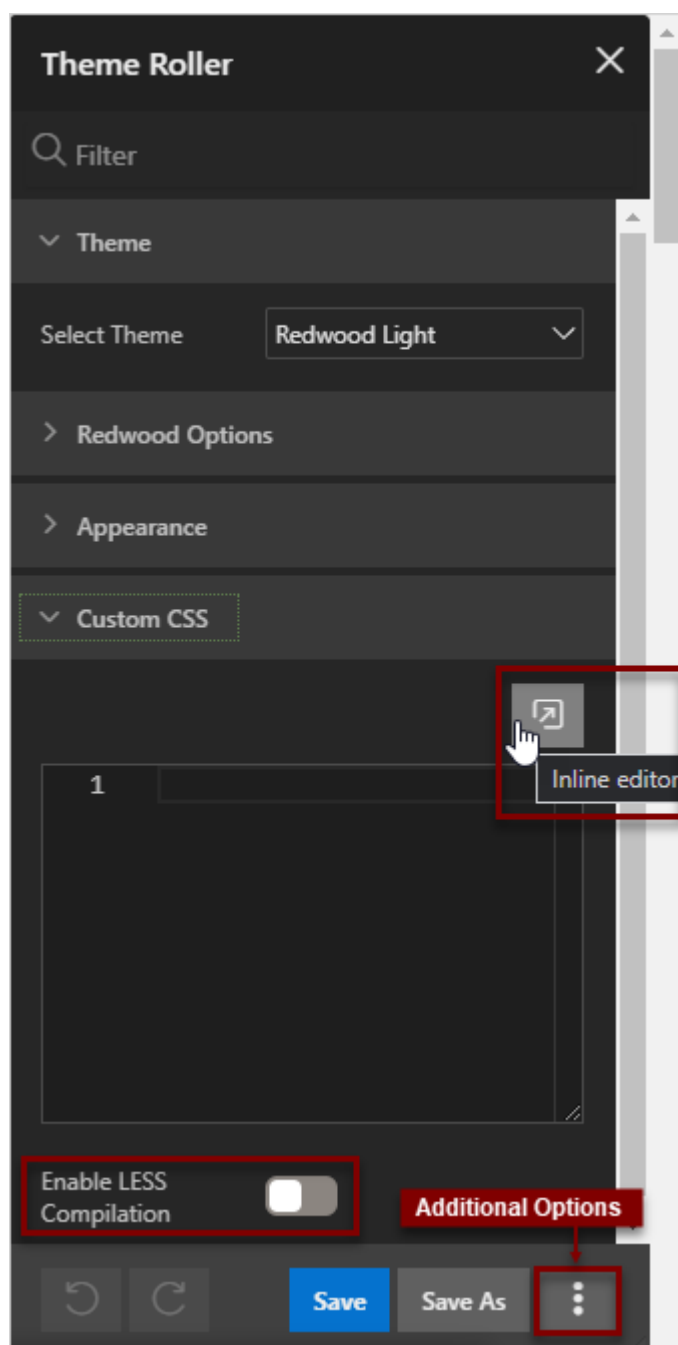 Theme Roller
Filter
Theme
Select Theme Redwood Light
Redwood Options
Appearance
Custom CSS
Inline editor
1
Enable LESS
Compilation
Additional Options
Save Save As